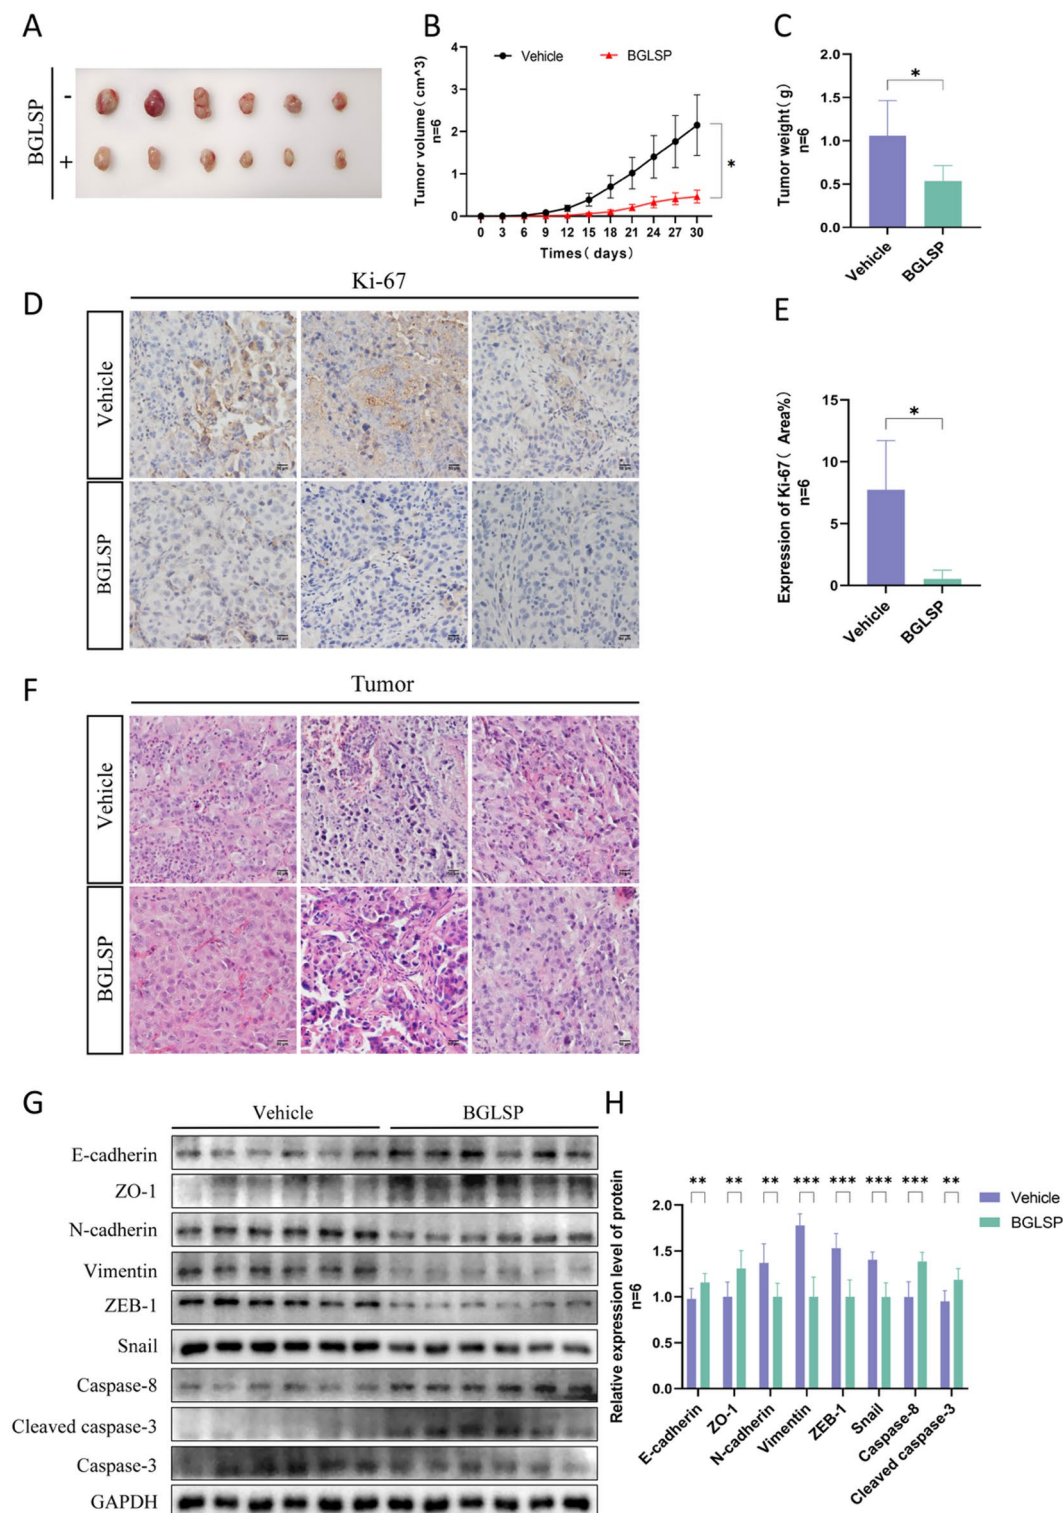 A
BGLSP
-
+
B
Tumor volume( cm^3)
n=6
Vehicle
BGLSP
4
3
2
1
0
*
0 3 6 9 12 15 18 21 24 27 30
Times( days)
C
Tumor weight( g)
n=6
2.0
1.5
1.0
0.5
0.0
*
Vehicle
BGLSP
D
Ki-67
Vehicle
BGLSP
E
Expression of Ki-67( Area%)
n=6
15
10
5
0
*
Vehicle
BGLSP
F
Tumor
Vehicle
BGLSP
G
Vehicle BGLSP
E-cadherin
ZO-1
N-cadherin
Vimentin
ZEB-1
Snail
Caspase-8
Cleaved caspase-3
Caspase-3
GAPDH
H
Relative expression level of protein
n=6
2.0
1.5
1.0
0.5
0.0
** ** ** *** *** *** *** **
Vehicle
BGLSP
E-cadherin
ZO-1
N-cadherin
Vimentin
ZEB-1
Snail
Caspase-8
Cleaved caspase-3